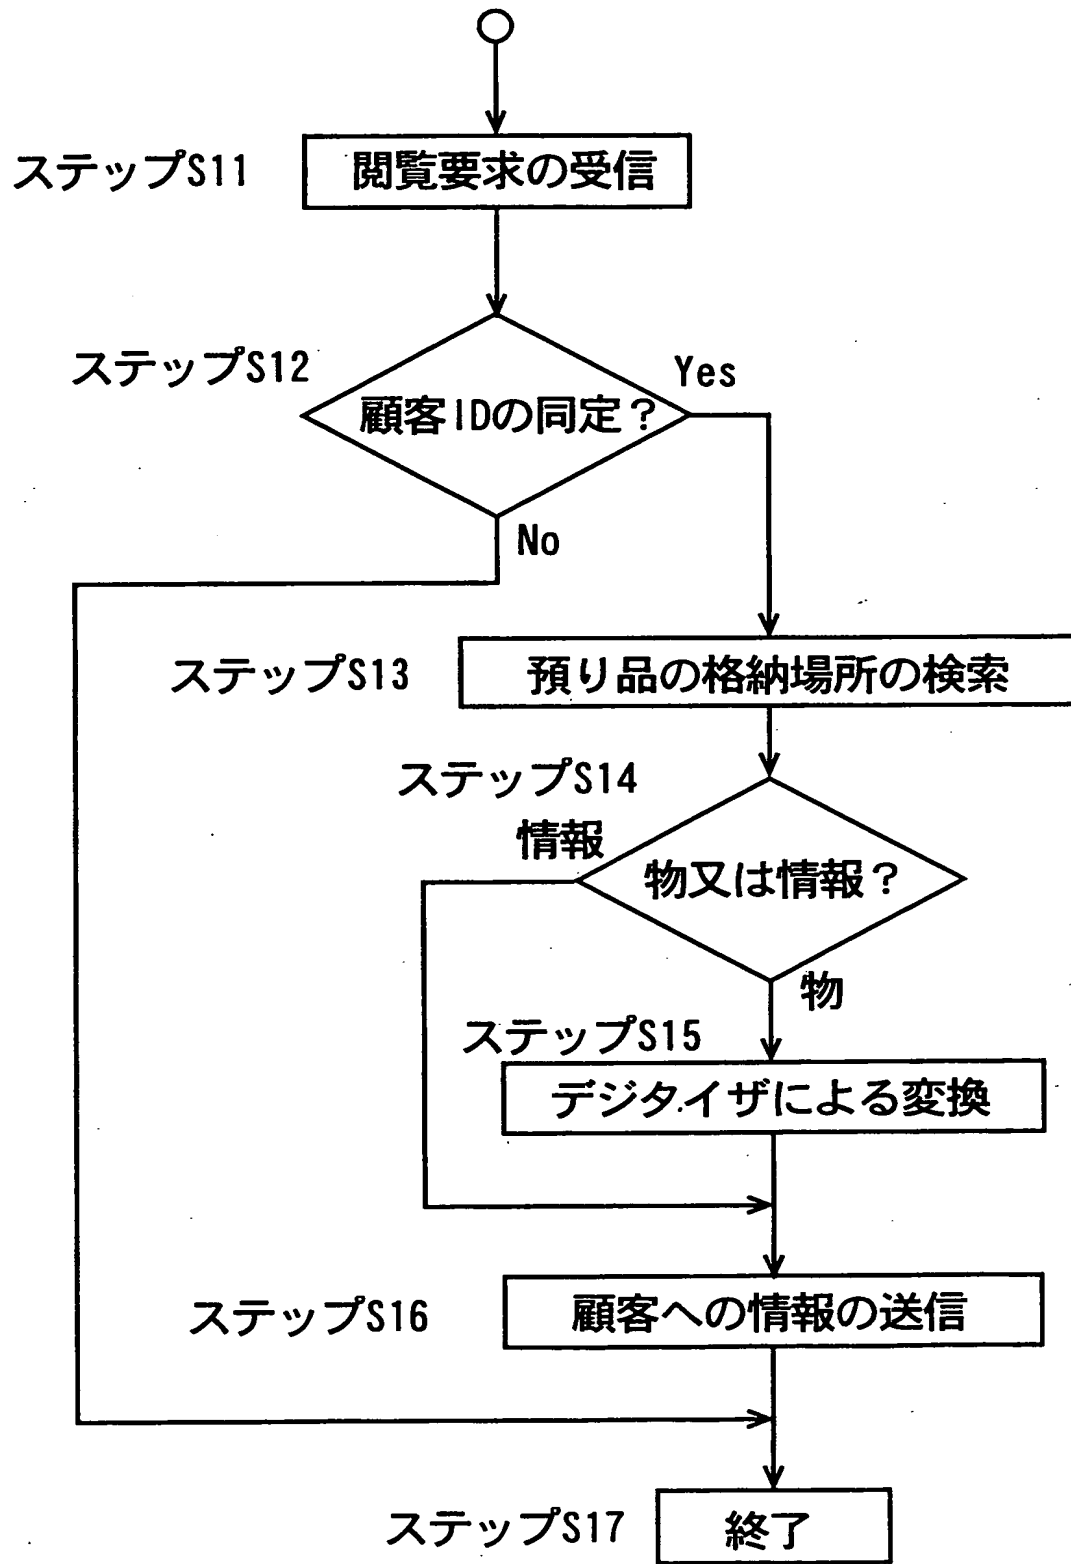 ステップS11
閲覧要求の受信
ステップS12
Yes
顧客IDの同定？
No
ステップS13
預り品の格納場所の検索
ステップS14
情報
物又は情報？
物
ステップS15
デジタイザによる変換
ステップS16
顧客への情報の送信
ステップS17
終了